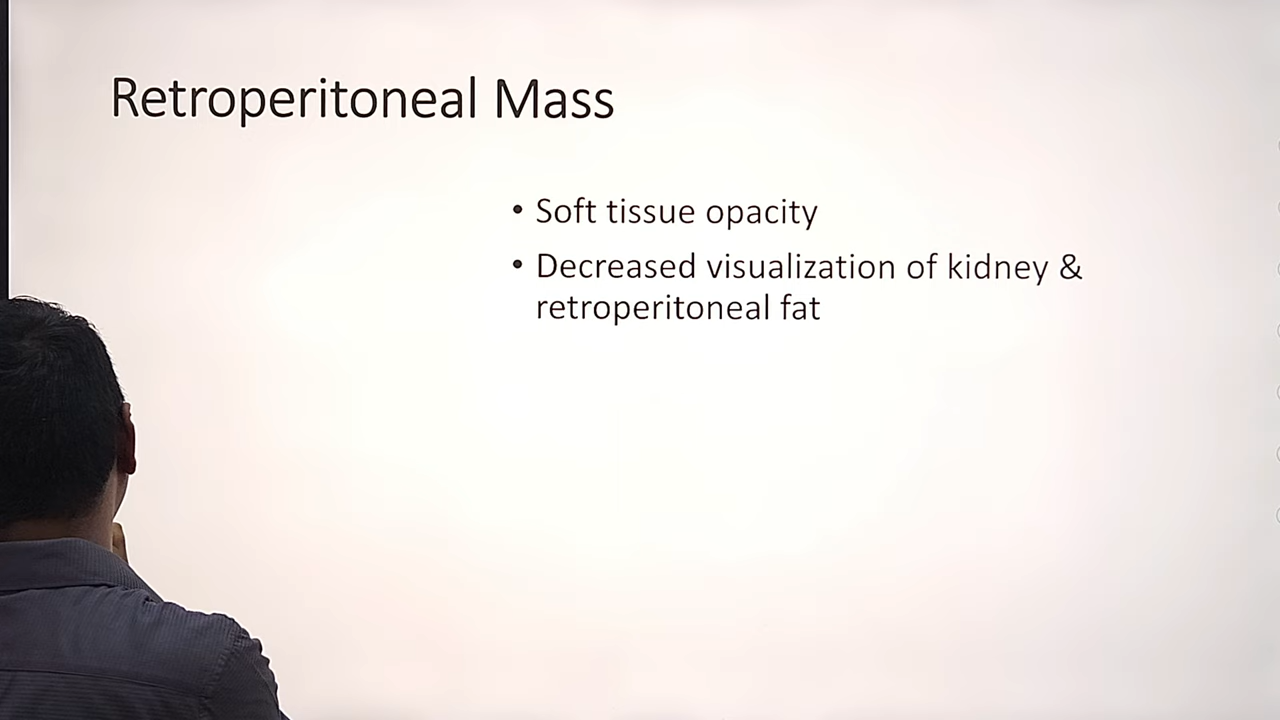 Retroperitoneal Mass
• Soft tissue opacity
• Decreased visualization of kidney &
retroperitoneal fat